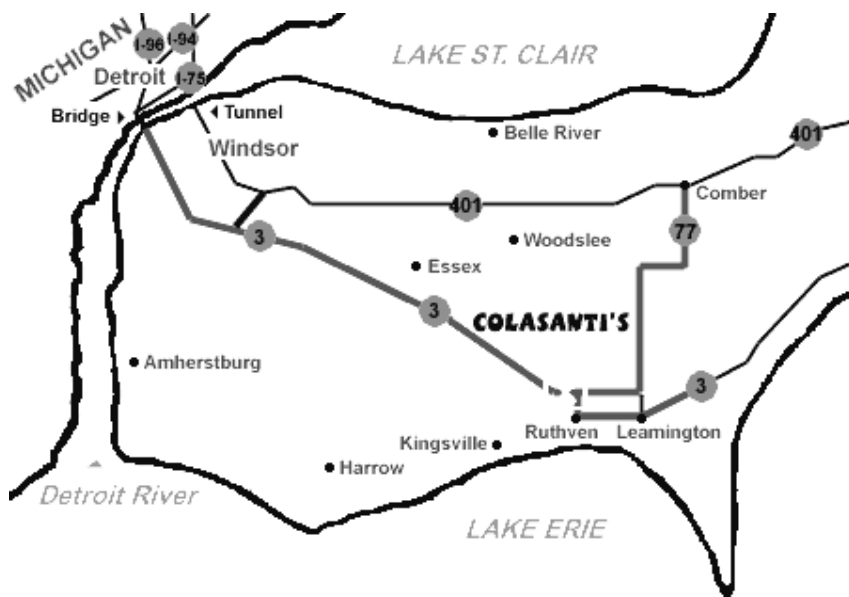 MICHIGAN
I-96
I-94
I-75
Detroit
LAKE ST. CLAIR
Bridge
Tunnel
Windsor
Belle River
401
401
Comber
77
3
Woodslee
Essex
3
COLASANTI'S
Amherstburg
3
Ruthven
Leamington
Kingsville
Harrow
Detroit River
LAKE ERIE